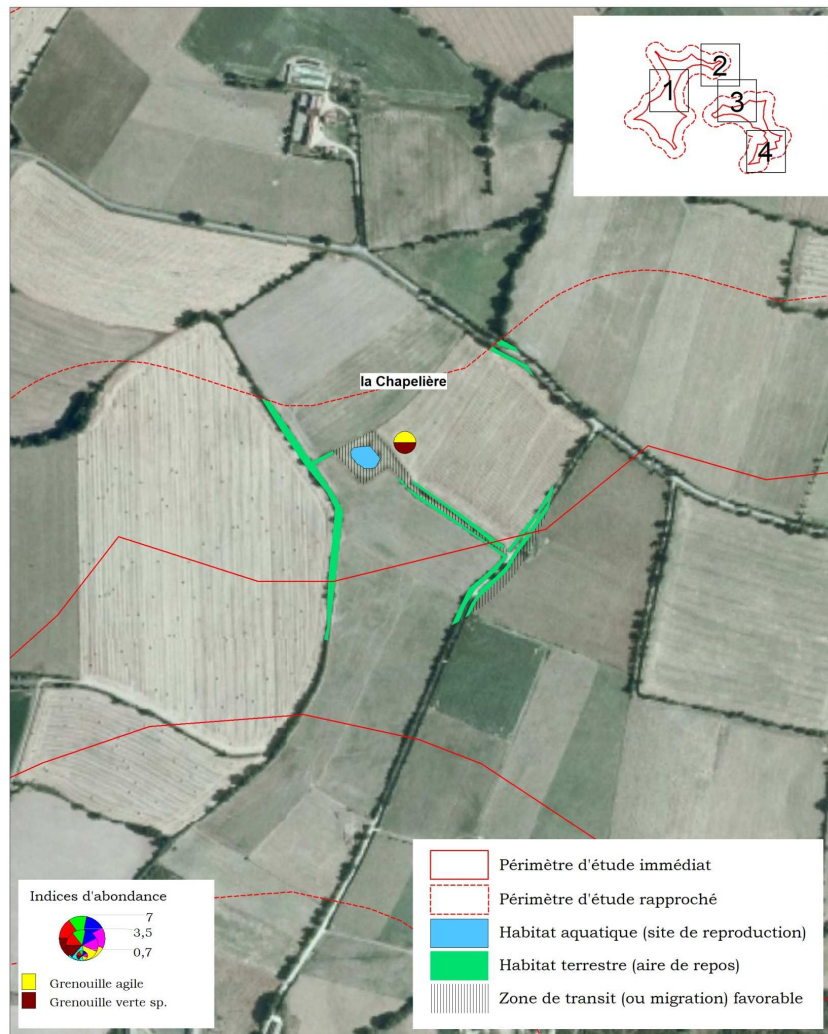 2
1
3
4
la Chapelière
Indices d'abondance
7
3,5
0,7
Grenouille agile
Grenouille verte sp.
Périmètre d'étude immédiat
Périmètre d'étude rapproché
Habitat aquatique (site de reproduction)
Habitat terrestre (aire de repos)
Zone de transit (ou migration) favorable